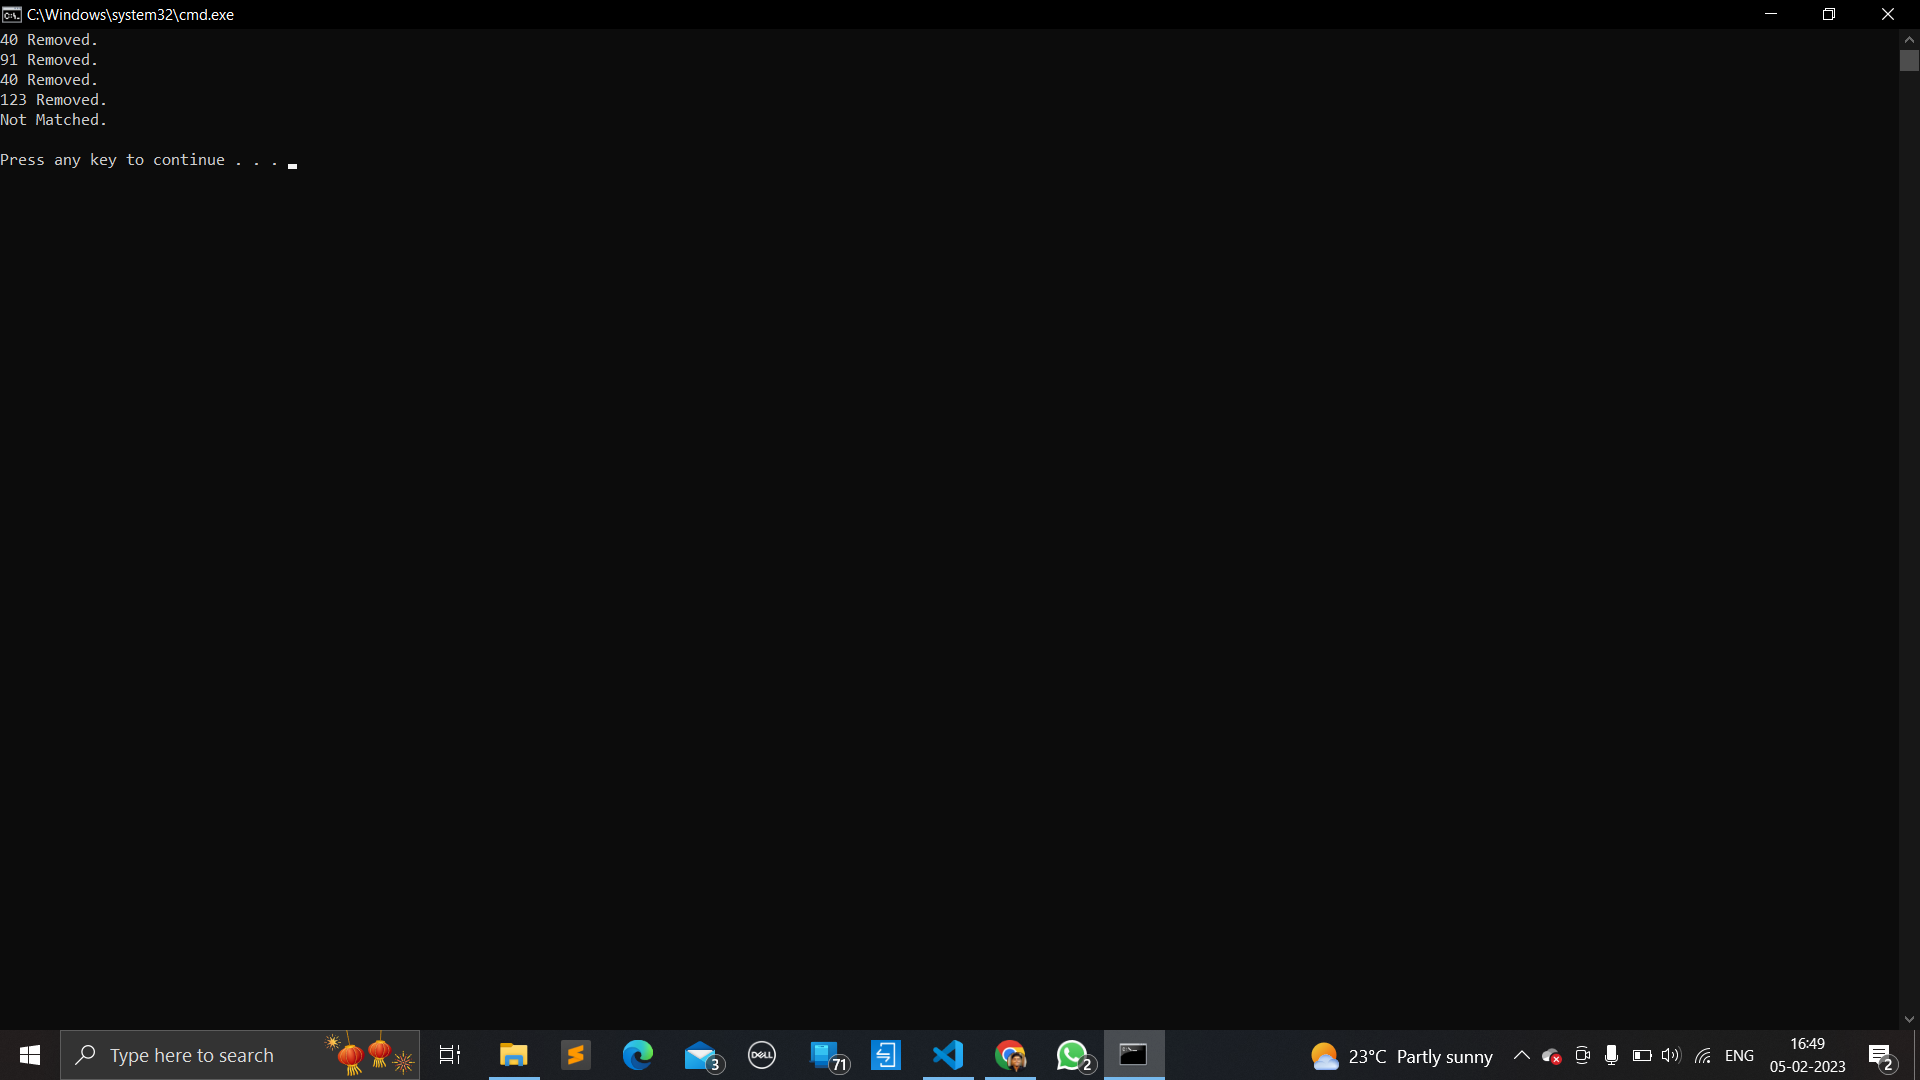 C:\Windows\system32\cmd.exe
40 Removed.
91 Removed.
40 Removed.
123 Removed.
Not Matched.
Press any key to continue . . .
Type here to search
3
DELL
71
2
23°C Partly sunny
ENG
16:49
05-02-2023
2